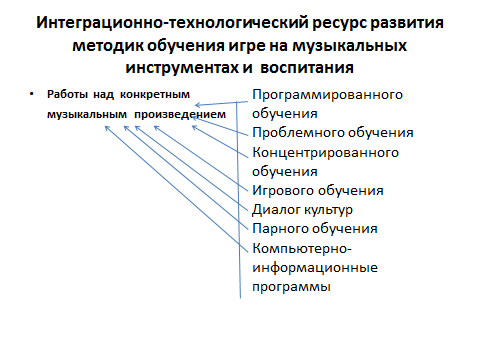 Интеграционно-технологический ресурс развития
методик обучения игре на музыкальных
инструментах и воспитания
• Работы над конкретным
музыкальным произведением
Программированного
обучения
Проблемного обучения
Концентрированного
обучения
Игрового обучения
Диалог культур
Парного обучения
Компьютерно-
информационные
программы